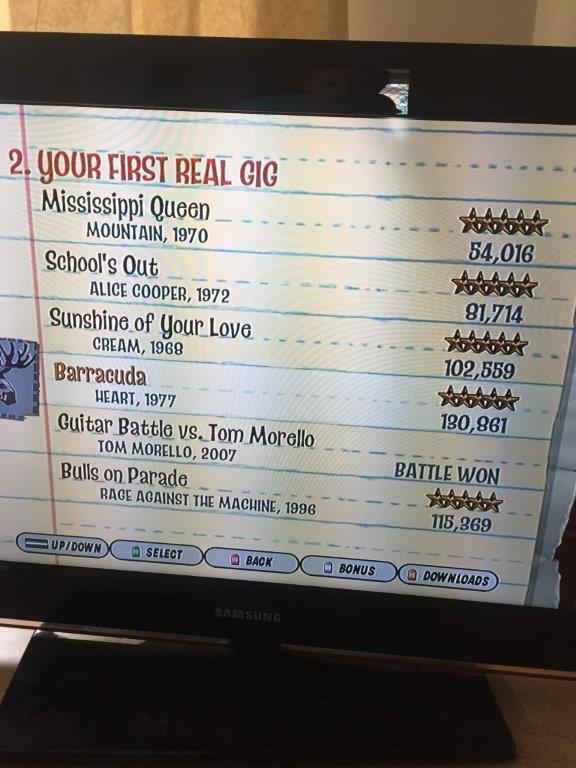 2. YOUR FIRST REAL GIG
Mississippi Queen
MOUNTAIN, 1970
54,016
School's Out
ALICE COOPER, 1972
81,714
Sunshine of Your Love
CREAM, 1968
102,559
Barracuda
HEART, 1977
130,861
Guitar Battle vs. Tom Morello
TOM MORELLO, 2007
BATTLE WON
Bulls on Parade
RAGE AGAINST THE MACHINE, 1996
115,369
UP/DOWN SELECT BACK BONUS DOWNLOADS
SAMSUNG